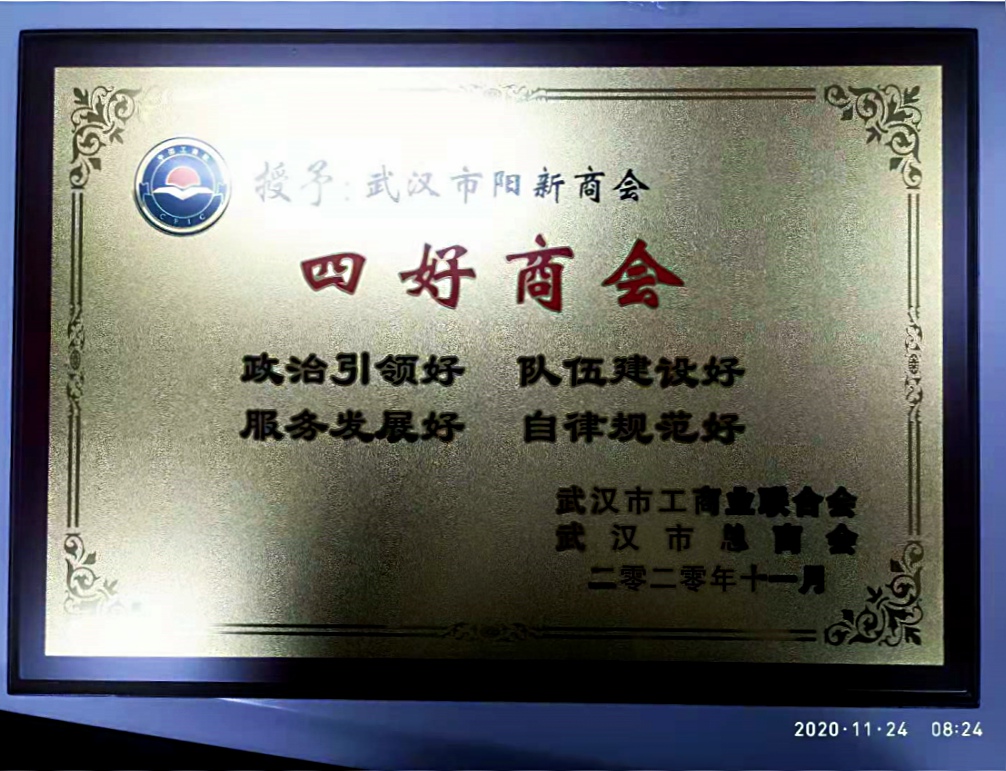 授予:武汉市阳新商会
四好商会
政治引领好 队伍建设好
服务发展好 自律规范好
武汉市工商业联合会
武汉市总商会
二零二零年十一月
CFIC
2020·11·24 08:24